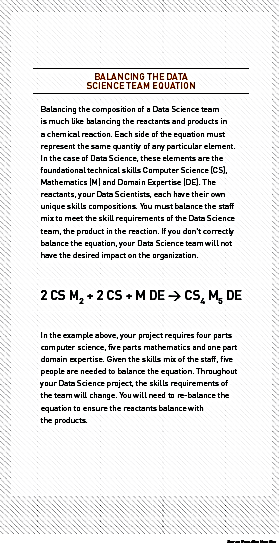 BALANCING THE DATA
SCIENCE TEAM EQUATION
Balancing the composition of a Data Science team
is much like balancing the reactants and products in
a chemical reaction. Each side of the equation must
represent the same quantity of any particular element.
In the case of Data Science, these elements are the
foundational technical skills Computer Science (CS),
Mathematics (M) and Domain Expertise (DE). The
reactants, your Data Scientists, each have their own
unique skills compositions. You must balance the staff
mix to meet the skill requirements of the Data Science
team, the product in the reaction. If you don't correctly
balance the equation, your Data Science team will not
have the desired impact on the organization.
2 CS M₂ + 2 CS + M DE → CS₄ M₅ DE
In the example above, your project requires four parts
computer science, five parts mathematics and one part
domain expertise. Given the skills mix of the staff, five
people are needed to balance the equation. Throughout
your Data Science project, the skills requirements of
the team will change. You will need to re-balance the
equation to ensure the reactants balance with
the products.